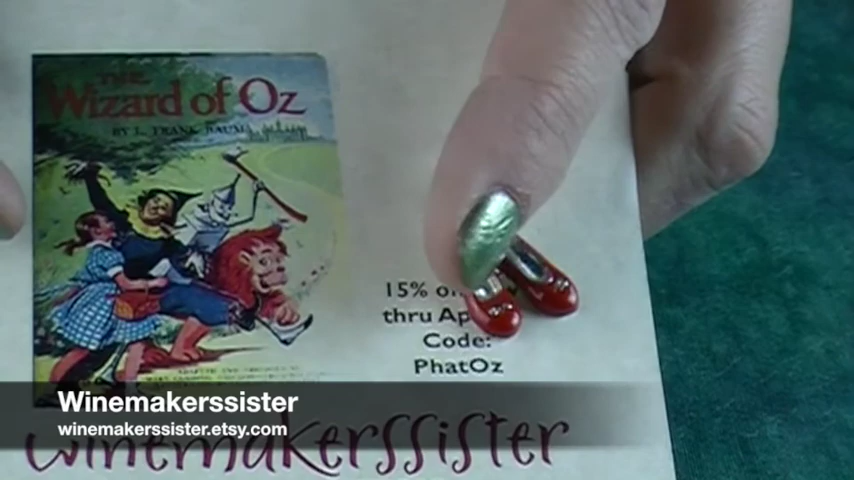 THE
Wizard of Oz
BY L. FRANK BAUM
15% o
thru Ap
Code:
PhatOz
Winemakerssister
winemakerssister.etsy.com
winemakerssister